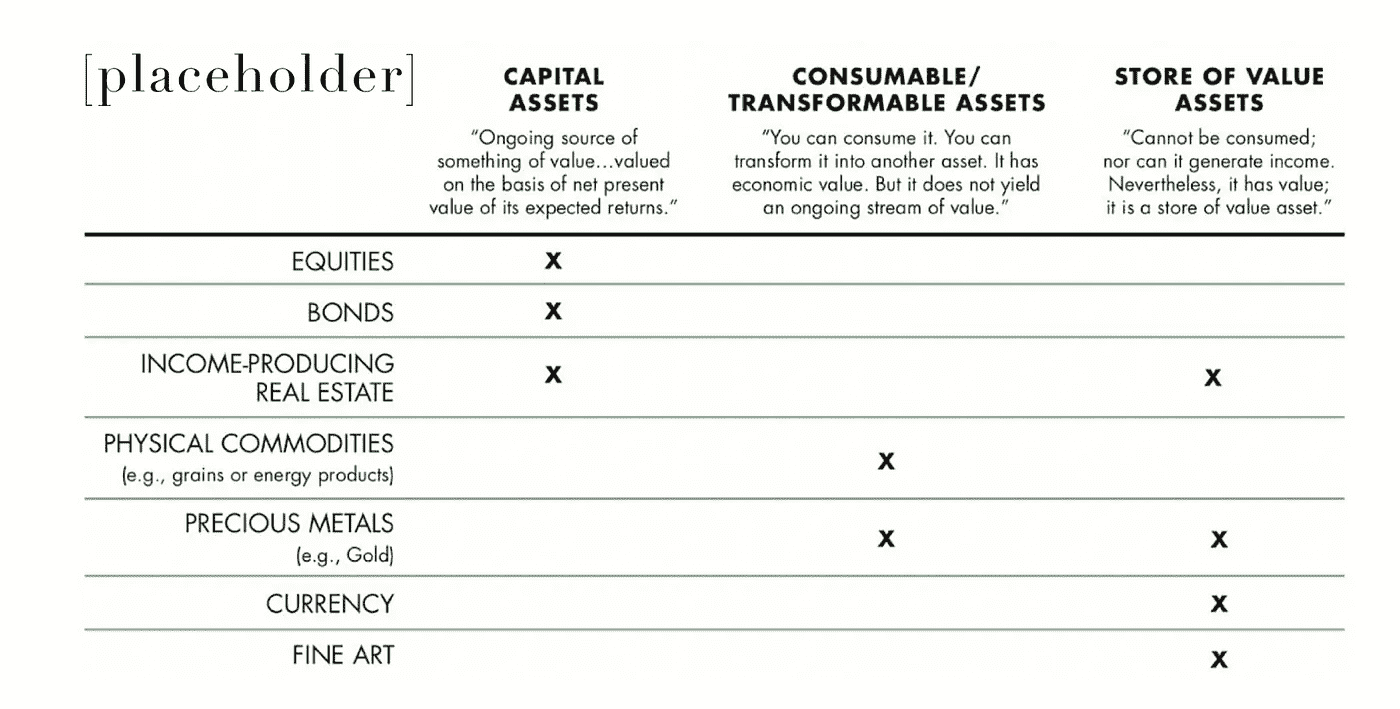 [placeholder]
CAPITAL
ASSETS
"Ongoing source of
something of value...valued
on the basis of net present
value of its expected returns."
CONSUMABLE/
TRANSFORMABLE ASSETS
"You can consume it. You can
transform it into another asset. It has
economic value. But it does not yield
an ongoing stream of value."
STORE OF VALUE
ASSETS
"Cannot be consumed;
nor can it generate income.
Nevertheless, it has value;
it is a store of value asset."
EQUITIES X
BONDS X
INCOME-PRODUCING
REAL ESTATE X X
PHYSICAL COMMODITIES
(e.g., grains or energy products) X
PRECIOUS METALS
(e.g., Gold) X X
CURRENCY X
FINE ART X